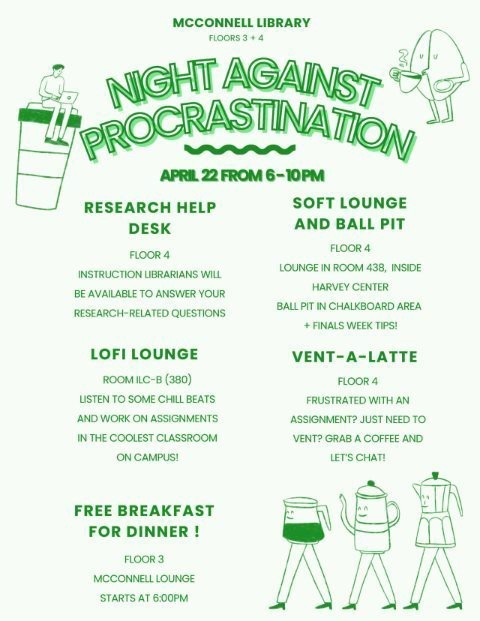 MCCONNELL LIBRARY
FLOORS 3 + 4
NIGHT AGAINST
PROCRASTINATION
APRIL 22 FROM 6-10PM
RESEARCH HELP
DESK
FLOOR 4
INSTRUCTION LIBRARIANS WILL
BE AVAILABLE TO ANSWER YOUR
RESEARCH-RELATED QUESTIONS
SOFT LOUNGE
AND BALL PIT
FLOOR 4
LOUNGE IN ROOM 438, INSIDE
HARVEY CENTER
BALL PIT IN CHALKBOARD AREA
+ FINALS WEEK TIPS!
LOFI LOUNGE
ROOM ILC-B (380)
LISTEN TO SOME CHILL BEATS
AND WORK ON ASSIGNMENTS
IN THE COOLEST CLASSROOM
ON CAMPUS!
VENT-A-LATTE
FLOOR 4
FRUSTRATED WITH AN
ASSIGNMENT? JUST NEED TO
VENT? GRAB A COFFEE AND
LET'S CHAT!
FREE BREAKFAST
FOR DINNER !
FLOOR 3
MCCONNELL LOUNGE
STARTS AT 6:00PM